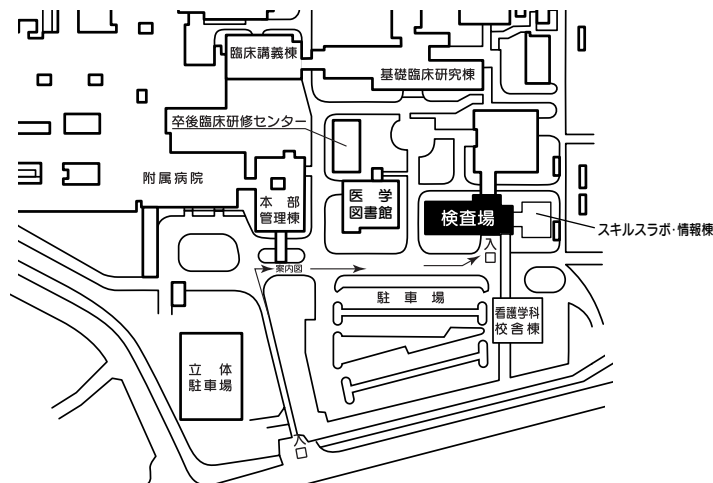 臨床講義棟
基礎臨床研究棟
卒後臨床研修センター
附属病院
本部
管理棟
医学
図書館
検査場
スキルスラボ・情報棟
入口
案内図
駐車場
看護学科
校舎棟
立体
駐車場
入口